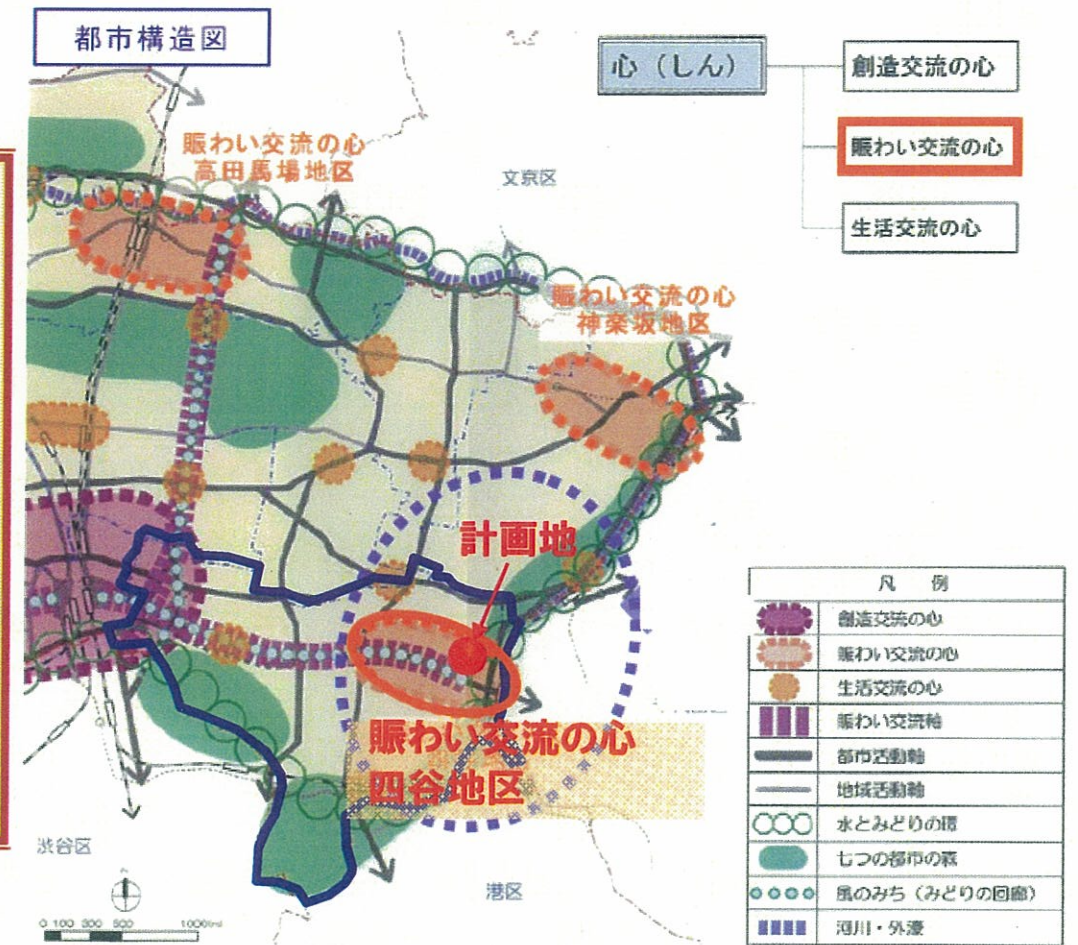 都市構造図
心（しん）
創造交流の心
賑わい交流の心
生活交流の心
賑わい交流の心
高田馬場地区
文京区
賑わい交流の心
神楽坂地区
計画地
賑わい交流の心
四谷地区
渋谷区
港区
0 100 300 500 1000(m)
凡 例
創造交流の心
賑わい交流の心
生活交流の心
賑わい交流軸
都市活動軸
地域活動軸
水とみどりの環
七つの都市の森
風のみち（みどりの回廊）
河川・外濠